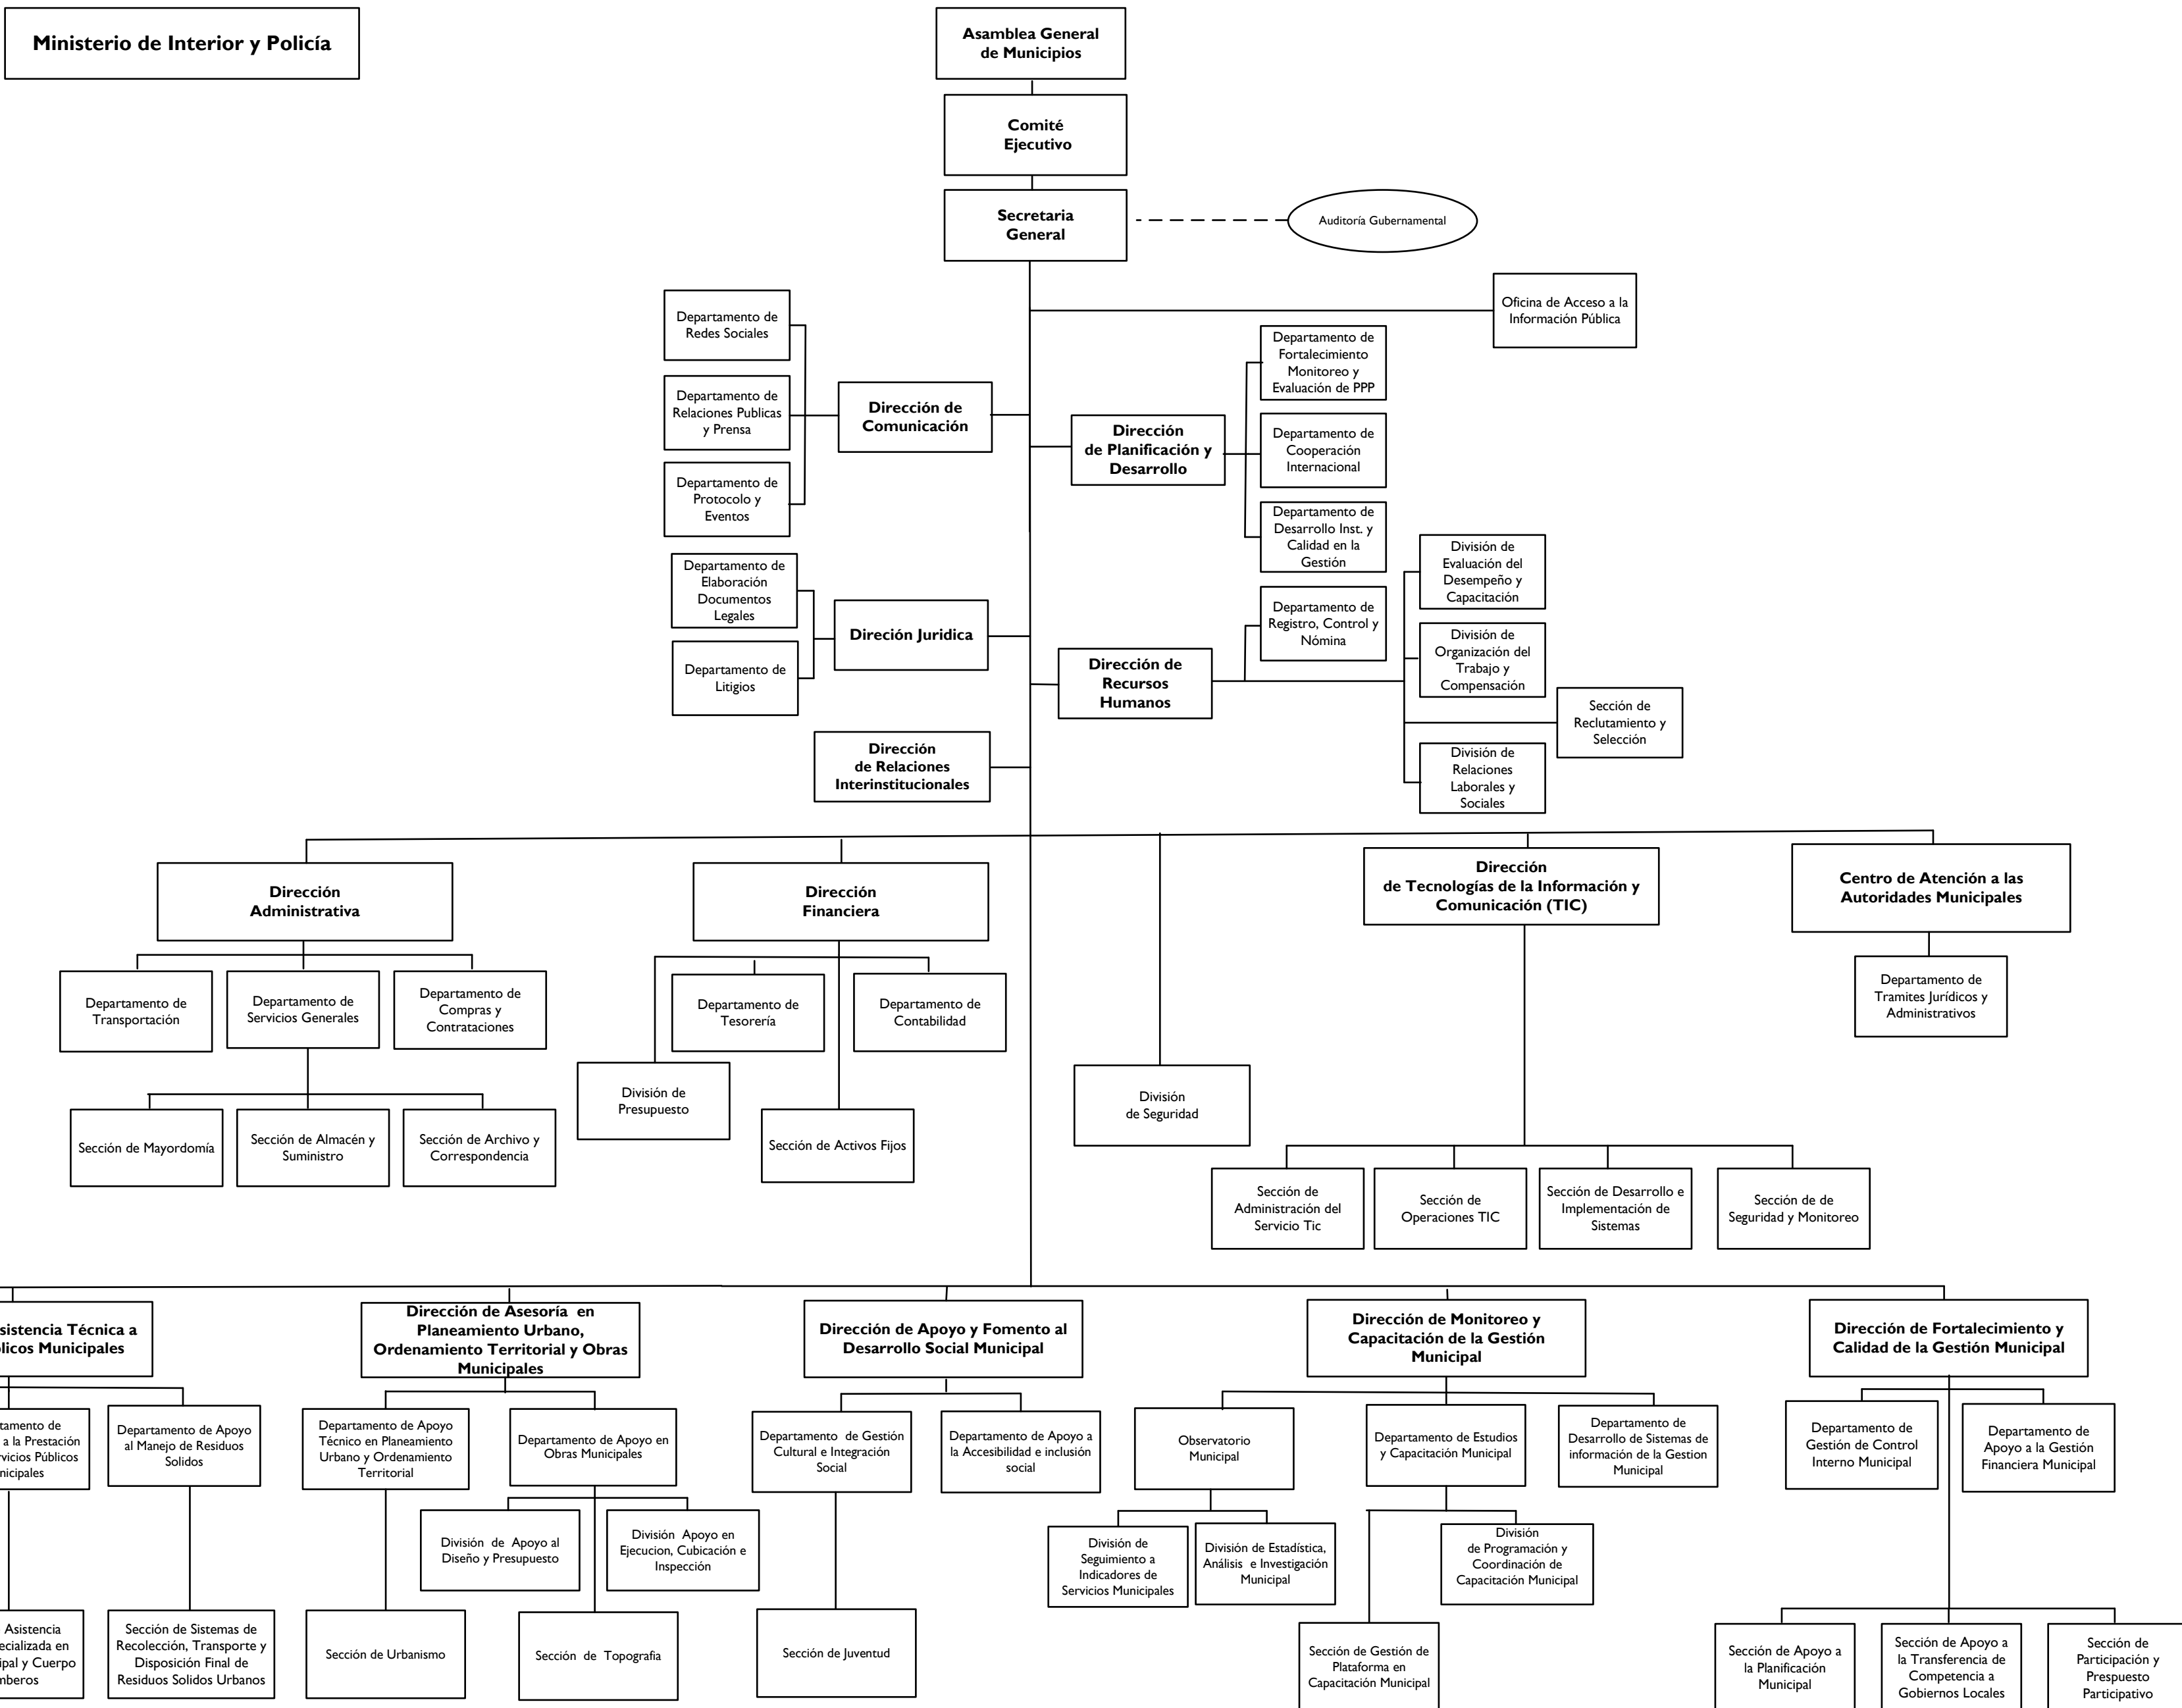 Ministerio de Interior y Policía
Asamblea General
de Municipios
Comité
Ejecutivo
Secretaria
General
Auditoría Gubernamental
Oficina de Acceso a la
Información Pública
Departamento de
Redes Sociales
Departamento de
Relaciones Publicas
y Prensa
Departamento de
Protocolo y
Eventos
Dirección de
Comunicación
Dirección
de Planificación y
Desarrollo
Departamento de
Fortalecimiento
Monitoreo y
Evaluación de PPP
Departamento de
Cooperación
Internacional
Departamento de
Desarrollo Inst. y
Calidad en la
Gestión
Departamento de
Elaboración
Documentos
Legales
Departamento de
Litigios
Direción Juridica
Dirección de
Recursos
Humanos
Departamento de
Registro, Control y
Nómina
División de
Evaluación del
Desempeño y
Capacitación
División de
Organización del
Trabajo y
Compensación
Sección de
Reclutamiento y
Selección
División de
Relaciones
Laborales y
Sociales
Dirección
de Relaciones
Interinstitucionales
Dirección
Administrativa
Dirección
Financiera
Dirección
de Tecnologías de la Información y
Comunicación (TIC)
Centro de Atención a las
Autoridades Municipales
Departamento de
Transportación
Departamento de
Servicios Generales
Departamento de
Compras y
Contrataciones
Departamento de
Tesorería
Departamento de
Contabilidad
Departamento de
Tramites Jurídicos y
Administrativos
División de
Presupuesto
División
de Seguridad
Sección de Mayordomía
Sección de Almacén y
Suministro
Sección de Archivo y
Correspondencia
Sección de Activos Fijos
Sección de
Administración del
Servicio Tic
Sección de
Operaciones TIC
Sección de Desarrollo e
Implementación de
Sistemas
Sección de de
Seguridad y Monitoreo
sistencia Técnica a
licos Municipales
Dirección de Asesoría en
Planeamiento Urbano,
Ordenamiento Territorial y Obras
Municipales
Dirección de Apoyo y Fomento al
Desarrollo Social Municipal
Dirección de Monitoreo y
Capacitación de la Gestión
Municipal
Dirección de Fortalecimiento y
Calidad de la Gestión Municipal
tamento de
a la Prestación
vicios Públicos
nicipales
Departamento de Apoyo
al Manejo de Residuos
Solidos
Departamento de Apoyo
Técnico en Planeamiento
Urbano y Ordenamiento
Territorial
Departamento de Apoyo en
Obras Municipales
Departamento de Gestión
Cultural e Integración
Social
Departamento de Apoyo a
la Accesibilidad e inclusión
social
Observatorio
Municipal
Departamento de Estudios
y Capacitación Municipal
Departamento de
Desarrollo de Sistemas de
información de la Gestion
Municipal
Departamento de
Gestión de Control
Interno Municipal
Departamento de
Apoyo a la Gestión
Financiera Municipal
División de Apoyo al
Diseño y Presupuesto
División Apoyo en
Ejecucion, Cubicación e
Inspección
División de
Seguimiento a
Indicadores de
Servicios Municipales
División de Estadística,
Análisis e Investigación
Municipal
División
de Programación y
Coordinación de
Capacitación Municipal
Asistencia
ecializada en
ipal y Cuerpo
mberos
Sección de Sistemas de
Recolección, Transporte y
Disposición Final de
Residuos Solidos Urbanos
Sección de Urbanismo
Sección de Topografia
Sección de Juventud
Sección de Gestión de
Plataforma en
Capacitación Municipal
Sección de Apoyo a
la Planificación
Municipal
Sección de Apoyo a
la Transferencia de
Competencia a
Gobiernos Locales
Sección de
Participación y
Prespuesto
Participativo